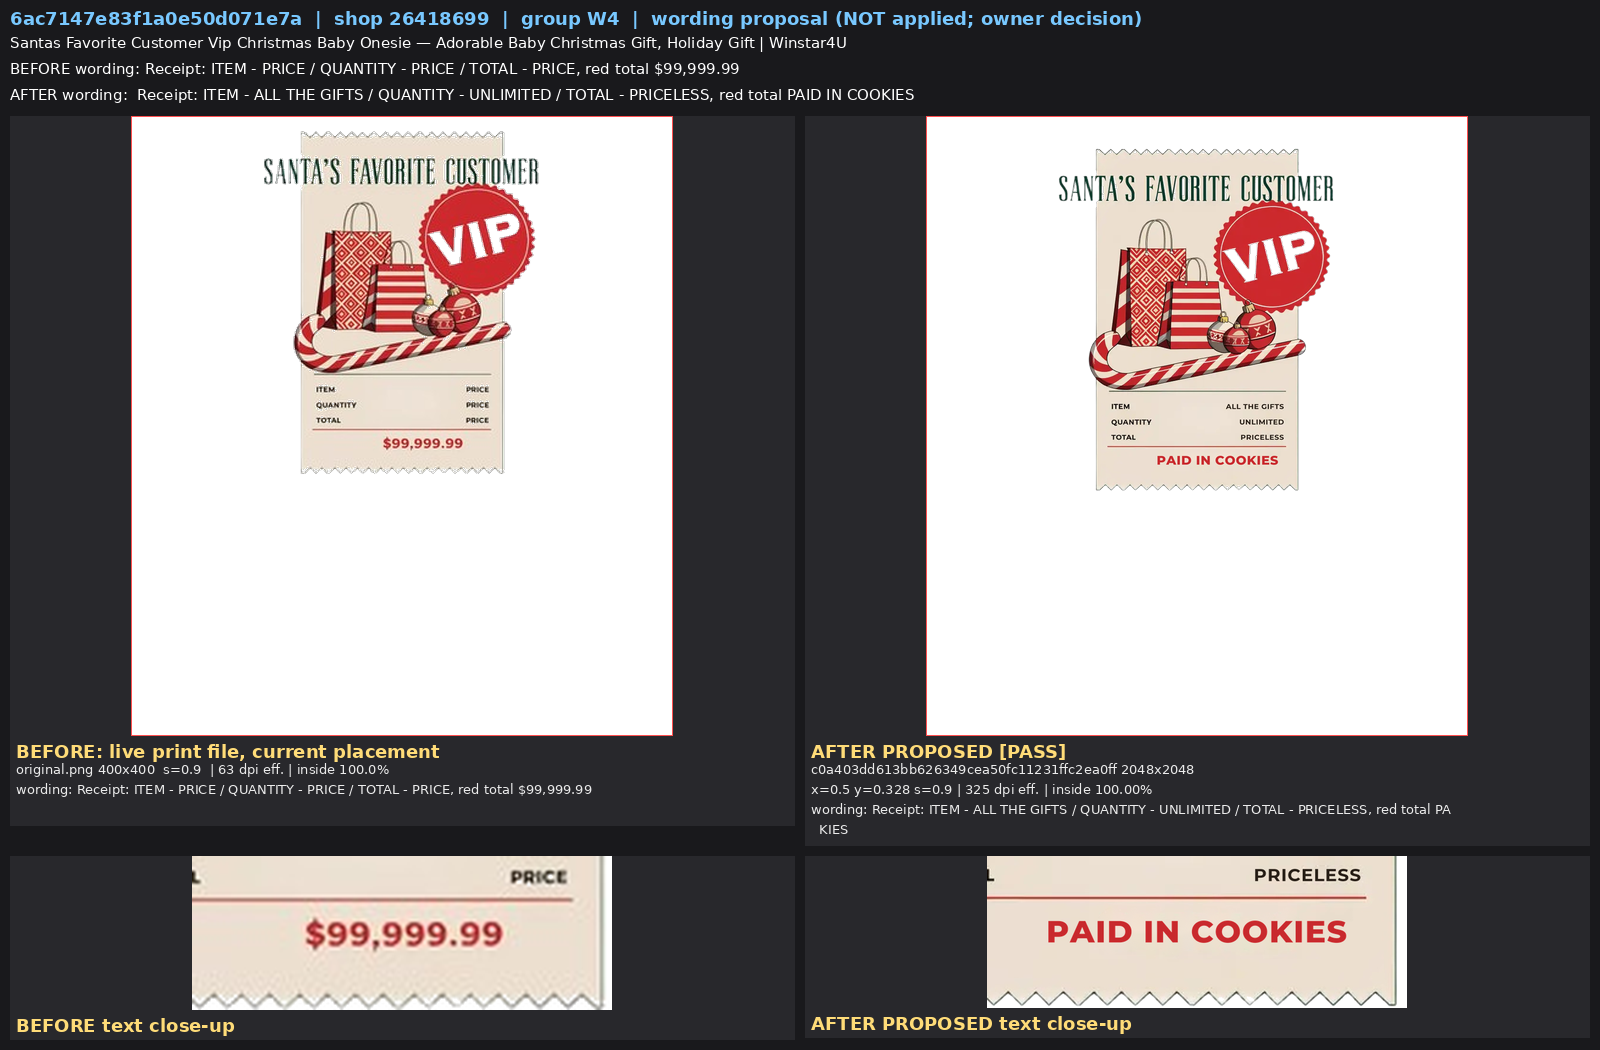 6ac7147e83f1a0e50d071e7a | shop 26418699 | group W4 | wording proposal (NOT applied; owner decision)
Santas Favorite Customer Vip Christmas Baby Onesie — Adorable Baby Christmas Gift, Holiday Gift | Winstar4U
BEFORE wording: Receipt: ITEM - PRICE / QUANTITY - PRICE / TOTAL - PRICE, red total $99,999.99
AFTER wording:  Receipt: ITEM - ALL THE GIFTS / QUANTITY - UNLIMITED / TOTAL - PRICELESS, red total PAID IN COOKIES
SANTA'S FAVORITE CUSTOMER
VIP
ITEM PRICE
QUANTITY PRICE
TOTAL PRICE
$99,999.99
BEFORE: live print file, current placement
original.png 400x400  s=0.9  | 63 dpi eff. | inside 100.0%
wording: Receipt: ITEM - PRICE / QUANTITY - PRICE / TOTAL - PRICE, red total $99,999.99
SANTA'S FAVORITE CUSTOMER
VIP
ITEM ALL THE GIFTS
QUANTITY UNLIMITED
TOTAL PRICELESS
PAID IN COOKIES
AFTER PROPOSED [PASS]
c0a403dd613bb626349cea50fc11231ffc2ea0ff 2048x2048
x=0.5 y=0.328 s=0.9 | 325 dpi eff. | inside 100.00%
wording: Receipt: ITEM - ALL THE GIFTS / QUANTITY - UNLIMITED / TOTAL - PRICELESS, red total PA
KIES
L PRICE
$99,999.99
BEFORE text close-up
L PRICELESS
PAID IN COOKIES
AFTER PROPOSED text close-up